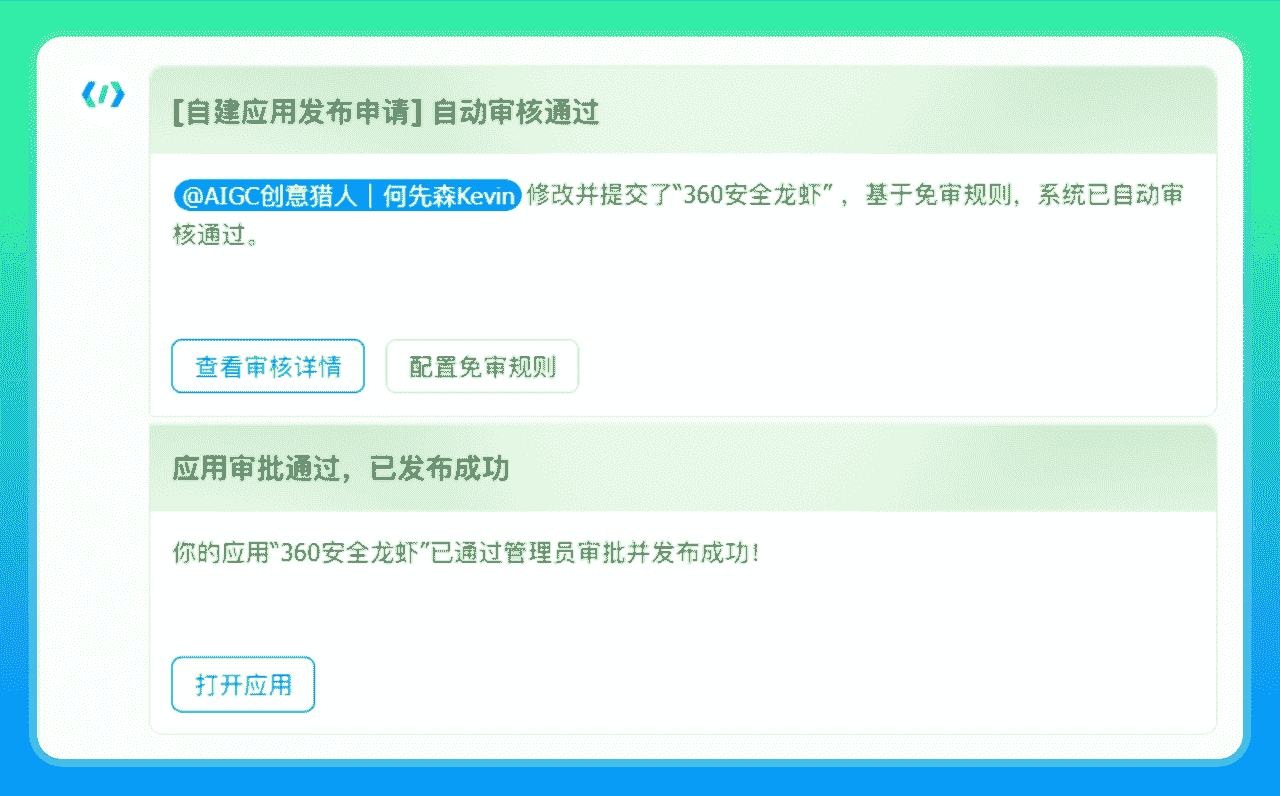 [自建应用发布申请] 自动审核通过
@AIGC创意猎人｜何先森Kevin 修改并提交了“360安全龙虾”，基于免审规则，系统已自动审
核通过。
查看审核详情 配置免审规则
应用审批通过，已发布成功
你的应用“360安全龙虾”已通过管理员审批并发布成功！
打开应用